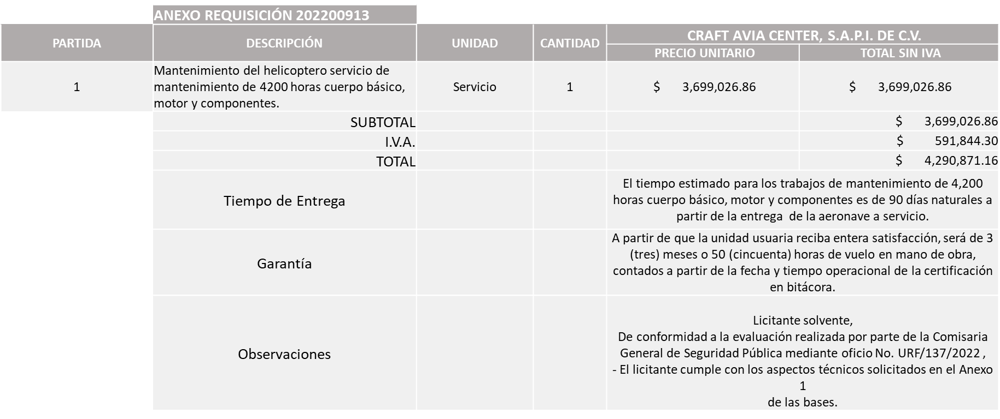 ANEXO REQUISICIÓN 202200913
PARTIDA DESCRIPCIÓN UNIDAD CANTIDAD CRAFT AVIA CENTER, S.A.P.I. DE C.V.
PRECIO UNITARIO TOTAL SIN IVA
1
Mantenimiento del helicoptero servicio de
mantenimiento de 4200 horas cuerpo básico,
motor y componentes.
Servicio
1
$ 3,699,026.86
$ 3,699,026.86
SUBTOTAL $ 3,699,026.86
I.V.A. $ 591,844.30
TOTAL $ 4,290,871.16
Tiempo de Entrega
El tiempo estimado para los trabajos de mantenimiento de 4,200
horas cuerpo básico, motor y componentes es de 90 días naturales a
partir de la entrega de la aeronave a servicio.
Garantía
A partir de que la unidad usuaria reciba entera satisfacción, será de 3
(tres) meses o 50 (cincuenta) horas de vuelo en mano de obra,
contados a partir de la fecha y tiempo operacional de la certificación
en bitácora.
Observaciones
Licitante solvente,
De conformidad a la evaluación realizada por parte de la Comisaria
General de Seguridad Pública mediante oficio No. URF/137/2022 ,
- El licitante cumple con los aspectos técnicos solicitados en el Anexo
1
de las bases.